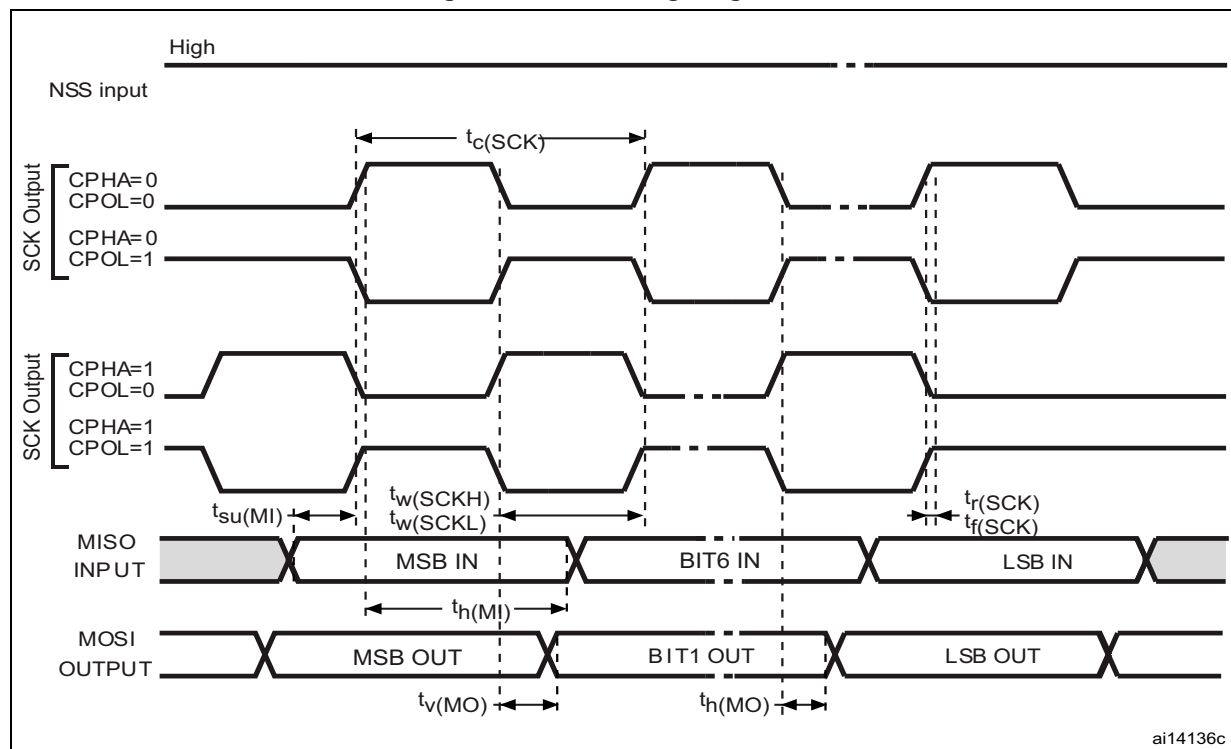 High
NSS input
tc(SCK)
SCK Output
CPHA=0
CPOL=0
CPHA=0
CPOL=1
SCK Output
CPHA=1
CPOL=0
CPHA=1
CPOL=1
tsu(MI)
tw(SCKH)
tw(SCKL)
tr(SCK)
tf(SCK)
MISO
INPUT
MSB IN
BIT6 IN
LSB IN
th(MI)
MOSI
OUTPUT
MSB OUT
BIT1 OUT
LSB OUT
tv(MO)
th(MO)
ai14136c